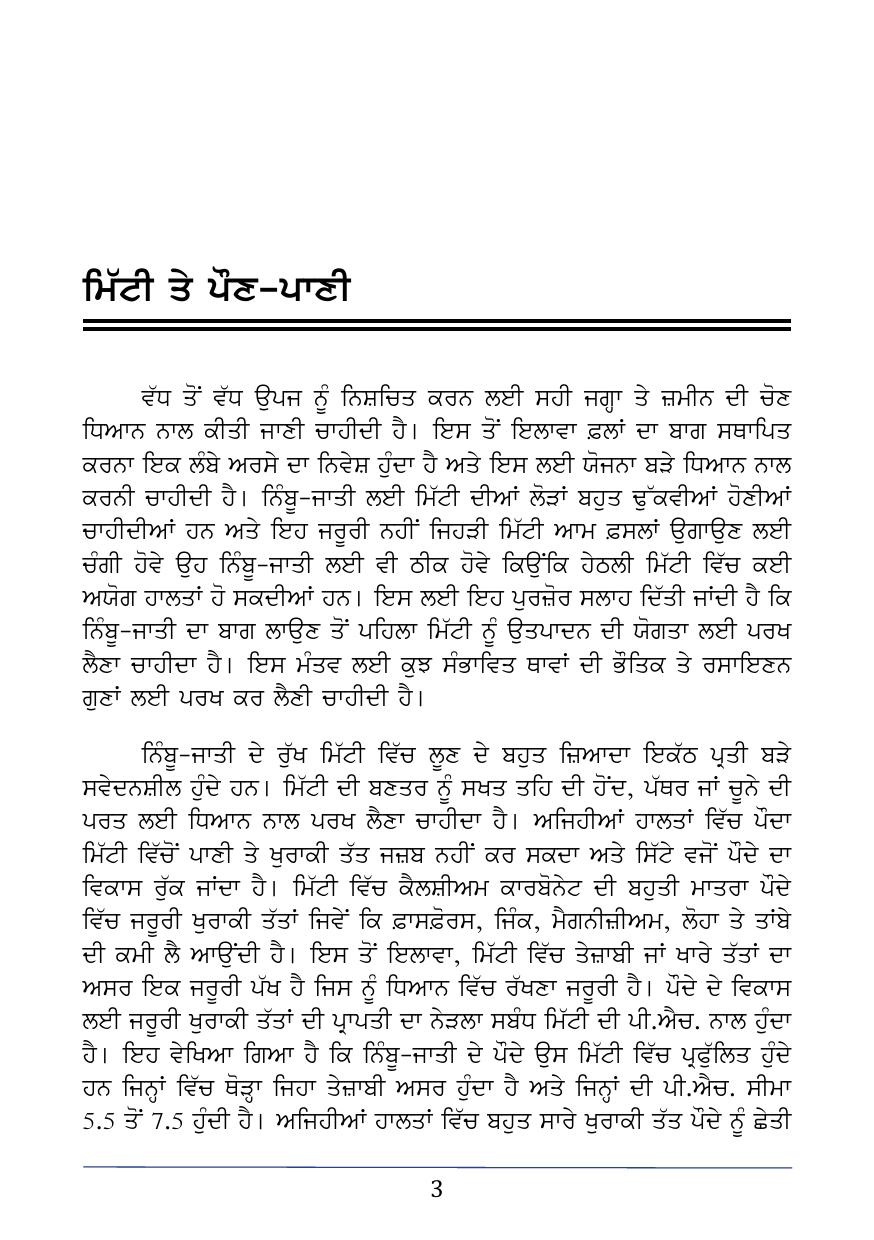 ਮਿੱਟੀ ਤੇ ਪੌਣ-ਪਾਣੀ
ਵੱਧ ਤੋਂ ਵੱਧ ਉਪਜ ਨੂੰ ਨਿਸ਼ਚਿਤ ਕਰਨ ਲਈ ਸਹੀ ਜਗ੍ਹਾ ਤੇ ਜ਼ਮੀਨ ਦੀ ਚੋਣ
ਧਿਆਨ ਨਾਲ ਕੀਤੀ ਜਾਣੀ ਚਾਹੀਦੀ ਹੈ। ਇਸ ਤੋਂ ਇਲਾਵਾ ਫ਼ਲਾਂ ਦਾ ਬਾਗ ਸਥਾਪਿਤ
ਕਰਨਾ ਇਕ ਲੰਬੇ ਅਰਸੇ ਦਾ ਨਿਵੇਸ਼ ਹੁੰਦਾ ਹੈ ਅਤੇ ਇਸ ਲਈ ਯੋਜਨਾ ਬੜੇ ਧਿਆਨ ਨਾਲ
ਕਰਨੀ ਚਾਹੀਦੀ ਹੈ। ਨਿੰਬੂ-ਜਾਤੀ ਲਈ ਮਿੱਟੀ ਦੀਆਂ ਲੋੜਾਂ ਬਹੁਤ ਢੁੱਕਵੀਆਂ ਹੋਣੀਆਂ
ਚਾਹੀਦੀਆਂ ਹਨ ਅਤੇ ਇਹ ਜਰੂਰੀ ਨਹੀਂ ਜਿਹੜੀ ਮਿੱਟੀ ਆਮ ਫ਼ਸਲਾਂ ਉਗਾਉਣ ਲਈ
ਚੰਗੀ ਹੋਵੇ ਉਹ ਨਿੰਬੂ-ਜਾਤੀ ਲਈ ਵੀ ਠੀਕ ਹੋਵੇ ਕਿਉਂਕਿ ਹੇਠਲੀ ਮਿੱਟੀ ਵਿੱਚ ਕਈ
ਅਯੋਗ ਹਾਲਤਾਂ ਹੋ ਸਕਦੀਆਂ ਹਨ। ਇਸ ਲਈ ਇਹ ਪੁਰਜ਼ੋਰ ਸਲਾਹ ਦਿੱਤੀ ਜਾਂਦੀ ਹੈ ਕਿ
ਨਿੰਬੂ-ਜਾਤੀ ਦਾ ਬਾਗ ਲਾਉਣ ਤੋਂ ਪਹਿਲਾ ਮਿੱਟੀ ਨੂੰ ਉਤਪਾਦਨ ਦੀ ਯੋਗਤਾ ਲਈ ਪਰਖ
ਲੈਣਾ ਚਾਹੀਦਾ ਹੈ। ਇਸ ਮੰਤਵ ਲਈ ਕੁਝ ਸੰਭਾਵਿਤ ਥਾਵਾਂ ਦੀ ਭੌਤਿਕ ਤੇ ਰਸਾਇਣਨ
ਗੁਣਾਂ ਲਈ ਪਰਖ ਕਰ ਲੈਣੀ ਚਾਹੀਦੀ ਹੈ।
ਨਿੰਬੂ-ਜਾਤੀ ਦੇ ਰੁੱਖ ਮਿੱਟੀ ਵਿੱਚ ਲੂਣ ਦੇ ਬਹੁਤ ਜ਼ਿਆਦਾ ਇਕੱਠ ਪ੍ਰਤੀ ਬੜੇ
ਸਵੇਦਨਸ਼ੀਲ ਹੁੰਦੇ ਹਨ। ਮਿੱਟੀ ਦੀ ਬਣਤਰ ਨੂੰ ਸਖਤ ਤਹਿ ਦੀ ਹੋਂਦ, ਪੱਥਰ ਜਾਂ ਚੂਨੇ ਦੀ
ਪਰਤ ਲਈ ਧਿਆਨ ਨਾਲ ਪਰਖ ਲੈਣਾ ਚਾਹੀਦਾ ਹੈ। ਅਜਿਹੀਆਂ ਹਾਲਤਾਂ ਵਿੱਚ ਪੌਦਾ
ਮਿੱਟੀ ਵਿੱਚੋਂ ਪਾਣੀ ਤੇ ਖੁਰਾਕੀ ਤੱਤ ਜਜ਼ਬ ਨਹੀਂ ਕਰ ਸਕਦਾ ਅਤੇ ਸਿੱਟੇ ਵਜੋਂ ਪੌਦੇ ਦਾ
ਵਿਕਾਸ ਰੁੱਕ ਜਾਂਦਾ ਹੈ। ਮਿੱਟੀ ਵਿੱਚ ਕੈਲਸ਼ੀਅਮ ਕਾਰਬੋਨੇਟ ਦੀ ਬਹੁਤੀ ਮਾਤਰਾ ਪੌਦੇ
ਵਿੱਚ ਜਰੂਰੀ ਖੁਰਾਕੀ ਤੱਤਾਂ ਜਿਵੇਂ ਕਿ ਫ਼ਾਸਫ਼ੋਰਸ, ਜਿੰਕ, ਮੈਗਨੀਜ਼ੀਅਮ, ਲੋਹਾ ਤੇ ਤਾਂਬੇ
ਦੀ ਕਮੀ ਲੈ ਆਉਂਦੀ ਹੈ। ਇਸ ਤੋਂ ਇਲਾਵਾ, ਮਿੱਟੀ ਵਿੱਚ ਤੇਜ਼ਾਬੀ ਜਾਂ ਖਾਰੇ ਤੱਤਾਂ ਦਾ
ਅਸਰ ਇਕ ਜਰੂਰੀ ਪੱਖ ਹੈ ਜਿਸ ਨੂੰ ਧਿਆਨ ਵਿੱਚ ਰੱਖਣਾ ਜਰੂਰੀ ਹੈ। ਪੌਦੇ ਦੇ ਵਿਕਾਸ
ਲਈ ਜਰੂਰੀ ਖੁਰਾਕੀ ਤੱਤਾਂ ਦੀ ਪ੍ਰਾਪਤੀ ਦਾ ਨੇੜਲਾ ਸਬੰਧ ਮਿੱਟੀ ਦੀ ਪੀ.ਐਚ. ਨਾਲ ਹੁੰਦਾ
ਹੈ। ਇਹ ਵੇਖਿਆ ਗਿਆ ਹੈ ਕਿ ਨਿੰਬੂ-ਜਾਤੀ ਦੇ ਪੌਦੇ ਉਸ ਮਿੱਟੀ ਵਿੱਚ ਪ੍ਰਫੁੱਲਿਤ ਹੁੰਦੇ
ਹਨ ਜਿਨ੍ਹਾਂ ਵਿੱਚ ਥੋੜ੍ਹਾ ਜਿਹਾ ਤੇਜ਼ਾਬੀ ਅਸਰ ਹੁੰਦਾ ਹੈ ਅਤੇ ਜਿਨ੍ਹਾਂ ਦੀ ਪੀ.ਐਚ. ਸੀਮਾ
5.5 ਤੋਂ 7.5 ਹੁੰਦੀ ਹੈ। ਅਜਿਹੀਆਂ ਹਾਲਤਾਂ ਵਿੱਚ ਬਹੁਤ ਸਾਰੇ ਖੁਰਾਕੀ ਤੱਤ ਪੌਦੇ ਨੂੰ ਛੇਤੀ
3